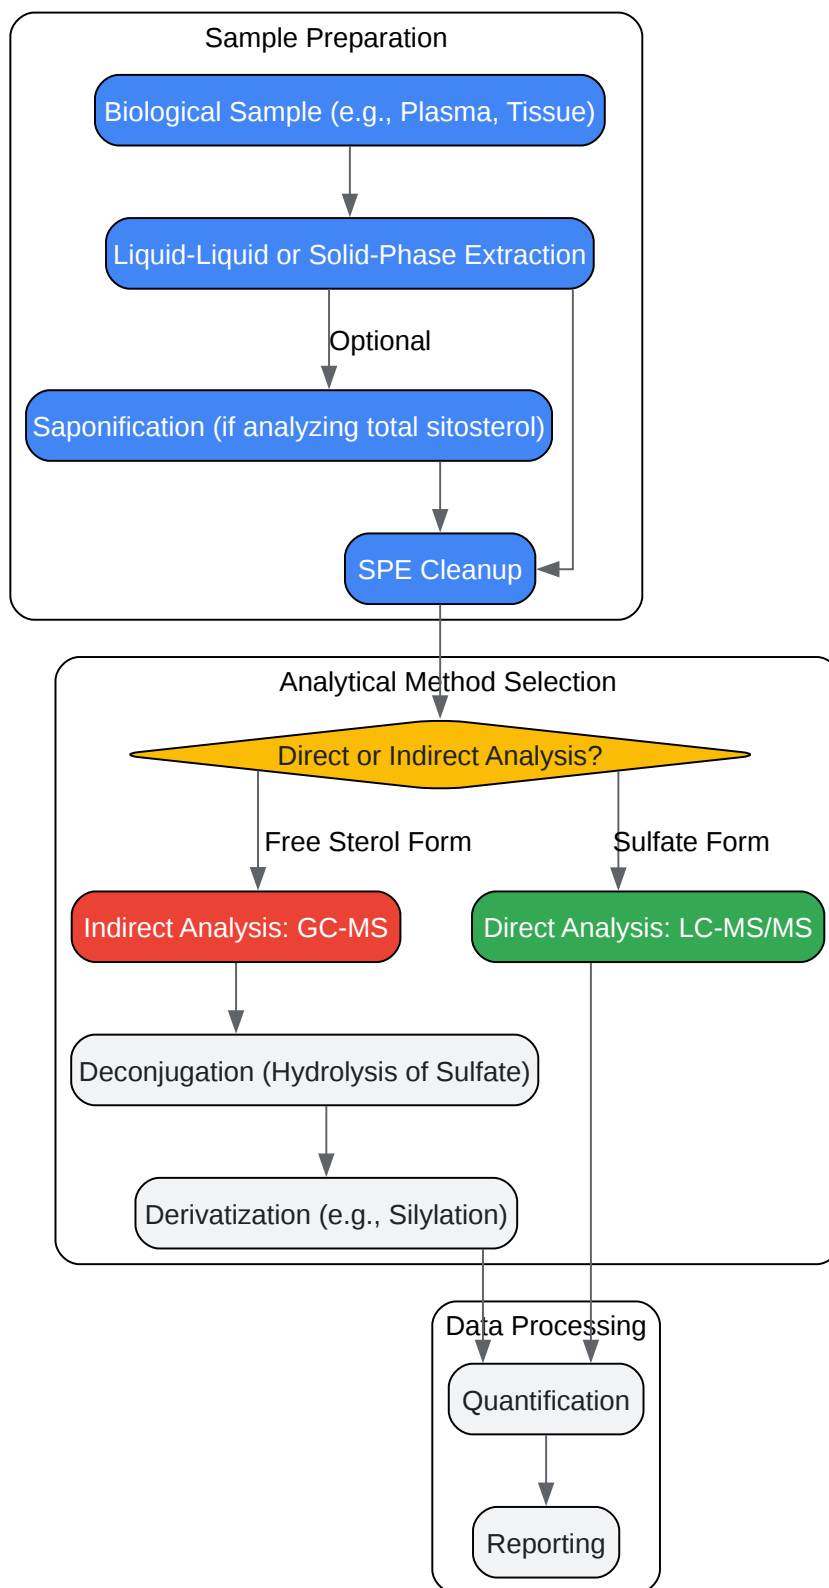 Sample Preparation
Biological Sample (e.g., Plasma, Tissue)
Liquid-Liquid or Solid-Phase Extraction
Optional
Saponification (if analyzing total sitosterol)
SPE Cleanup
Analytical Method Selection
Direct or Indirect Analysis?
Free Sterol Form
Sulfate Form
Indirect Analysis: GC-MS
Direct Analysis: LC-MS/MS
Deconjugation (Hydrolysis of Sulfate)
Derivatization (e.g., Silylation)
Data Processing
Quantification
Reporting